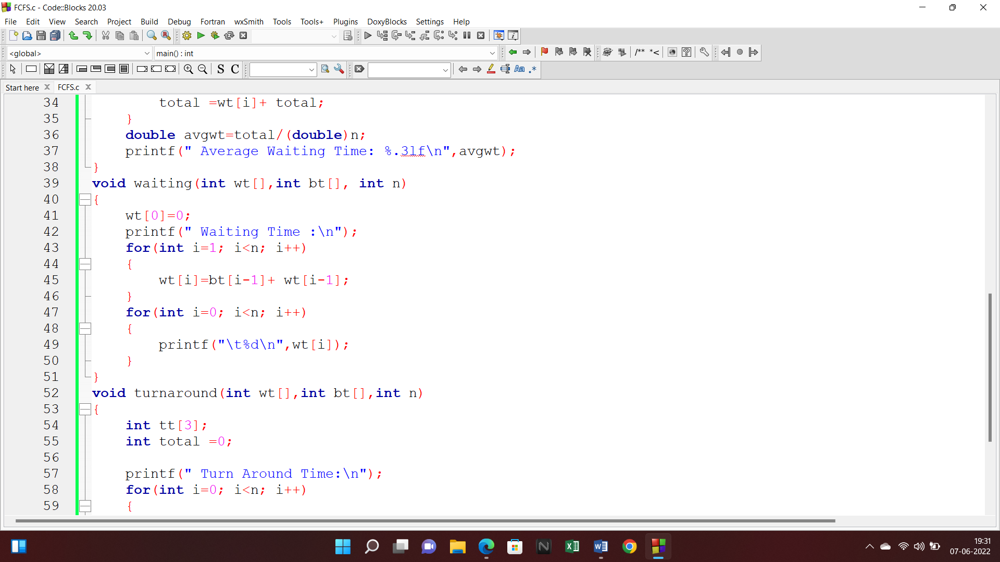 FCFS.c - Code::Blocks 20.03
File Edit View Search Project Build Debug Fortran wxSmith Tools Tools+ Plugins DoxyBlocks Settings Help
<global> main() : int
/** *<
S C Aa .*
Start here FCFS.c
34 total =wt[i]+ total;
35 }
36 double avgwt=total/(double)n;
37 printf(" Average Waiting Time: %.3lf\n",avgwt);
38 }
39 void waiting(int wt[],int bt[], int n)
40 {
41 wt[0]=0;
42 printf(" Waiting Time :\n");
43 for(int i=1; i<n; i++)
44 {
45 wt[i]=bt[i-1]+ wt[i-1];
46 }
47 for(int i=0; i<n; i++)
48 {
49 printf("\t%d\n",wt[i]);
50 }
51 }
52 void turnaround(int wt[],int bt[],int n)
53 {
54 int tt[3];
55 int total =0;
56
57 printf(" Turn Around Time:\n");
58 for(int i=0; i<n; i++)
59 {
19:31
07-06-2022